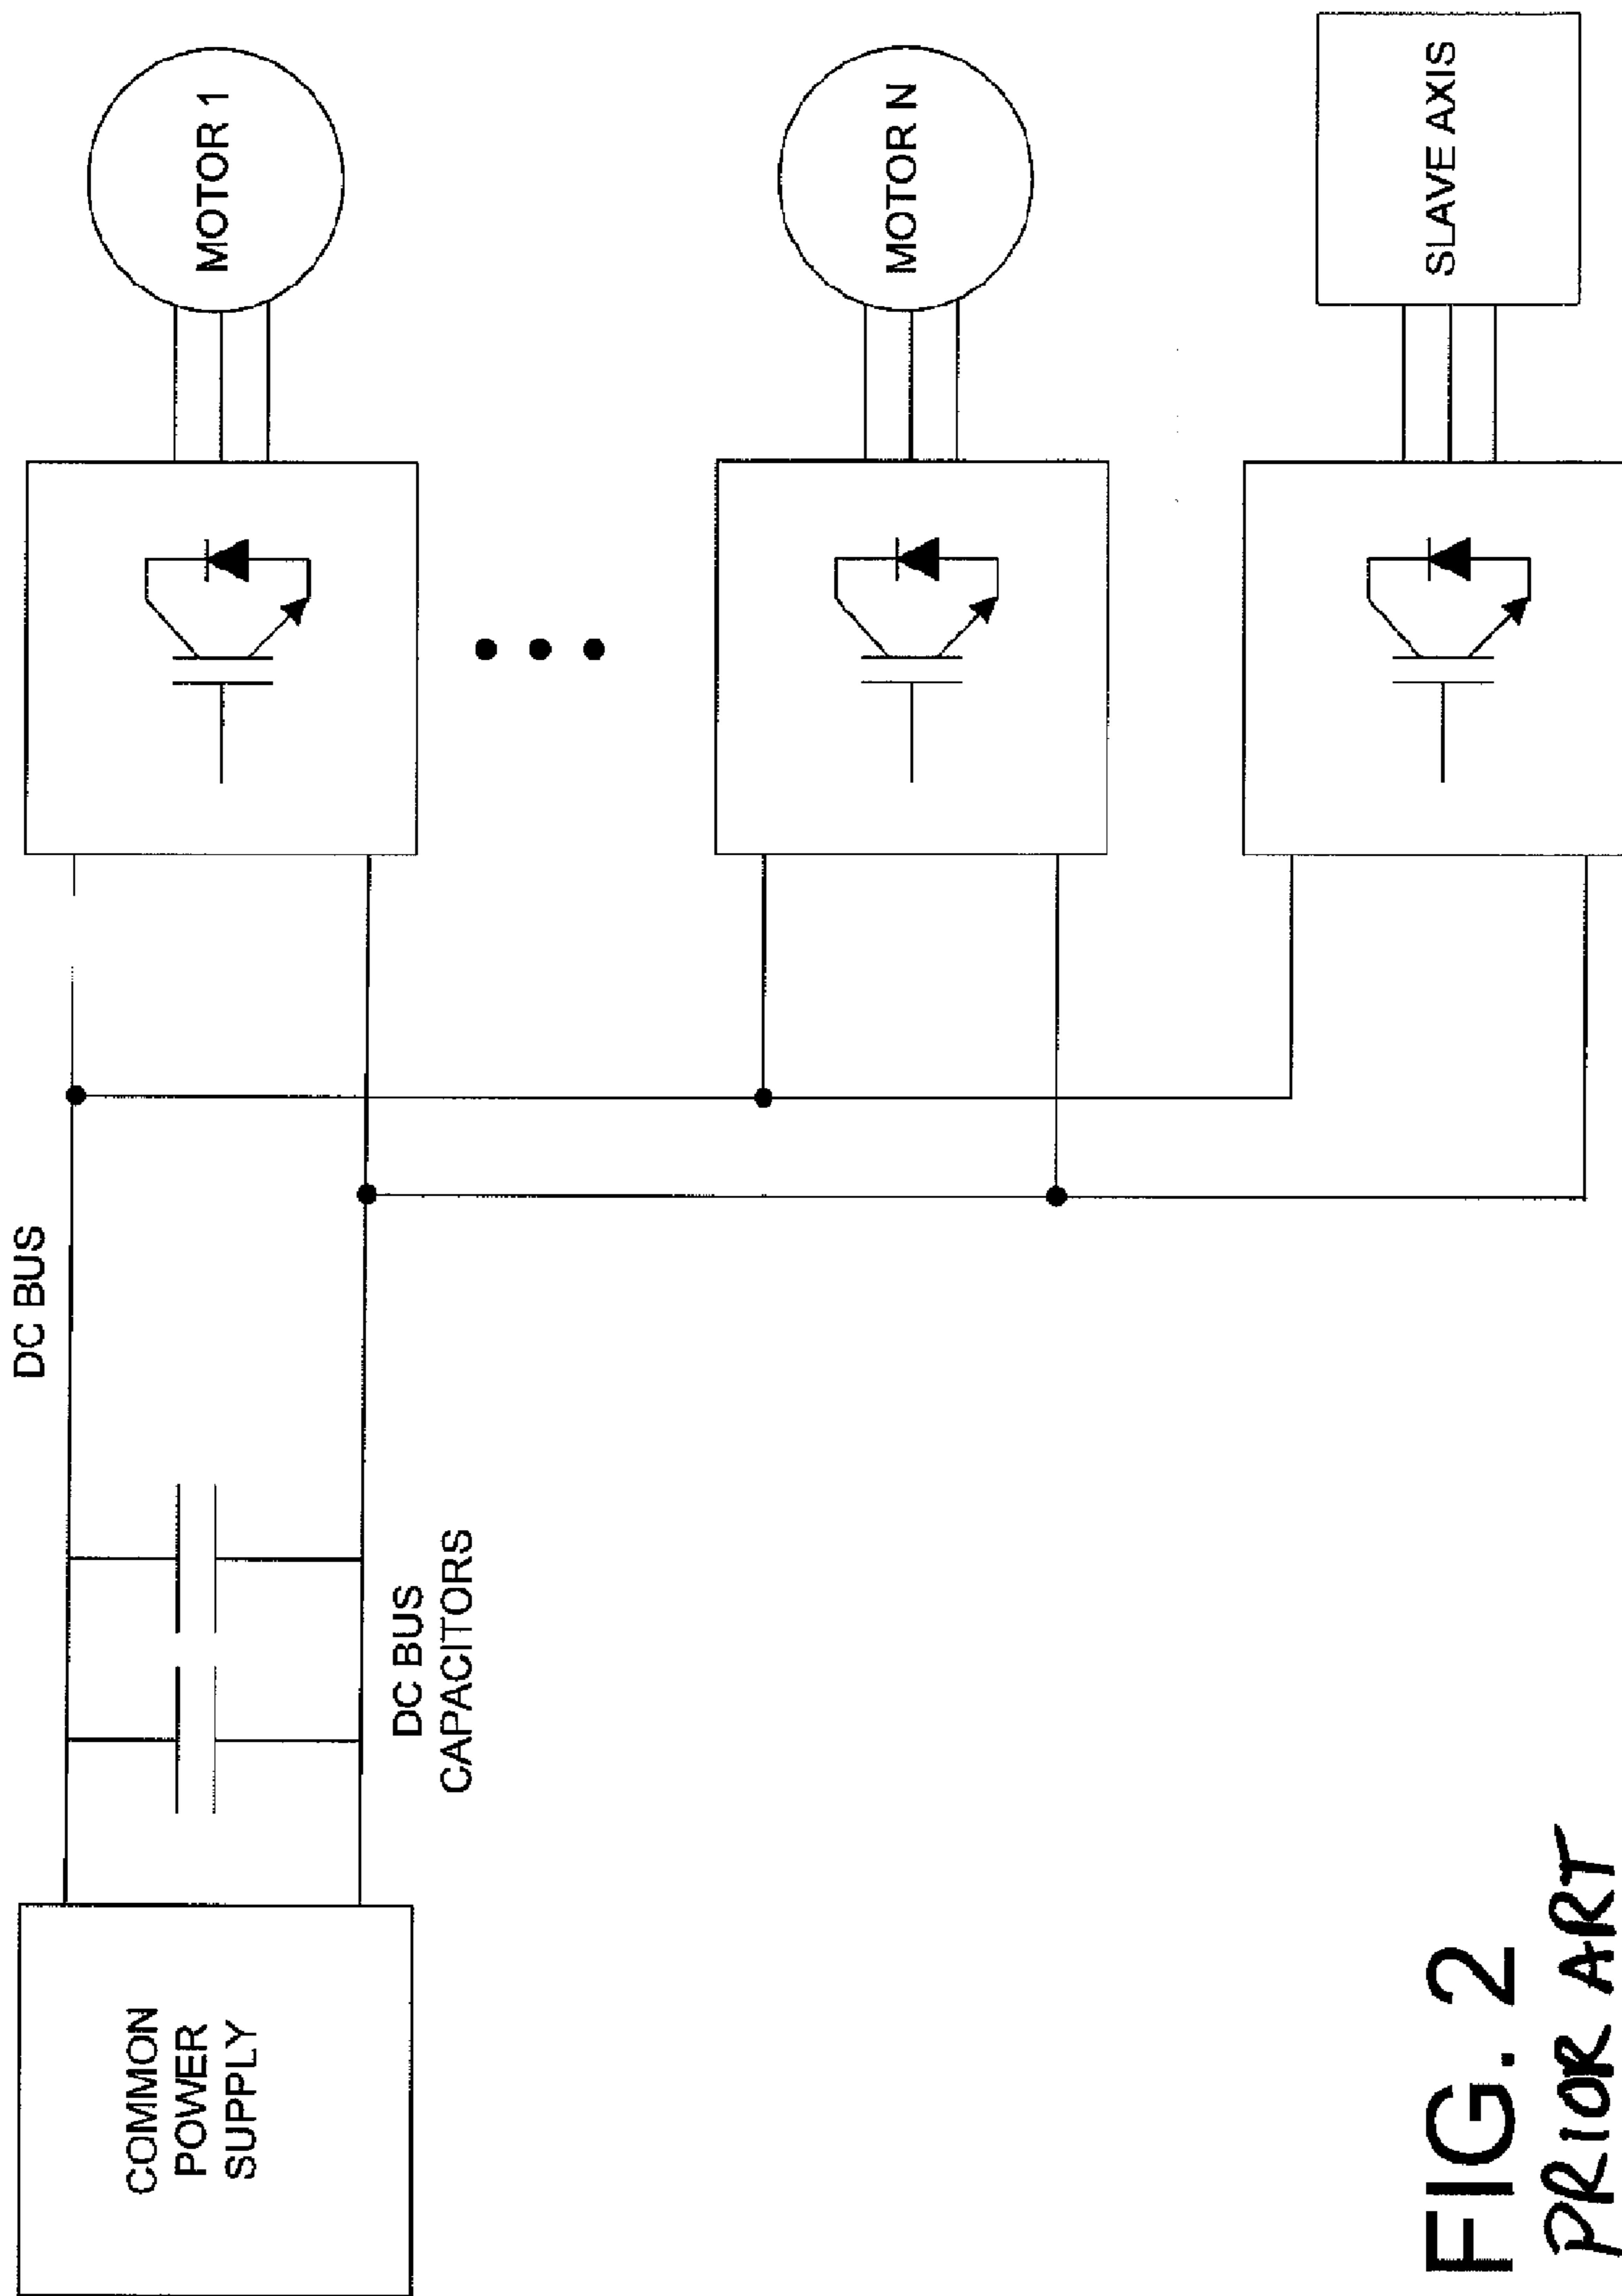 COMMON
POWER
SUPPLY
DC BUS
DC BUS
CAPACITORS
MOTOR 1
MOTOR N
SLAVE AXIS
FIG. 2
PRIOR ART